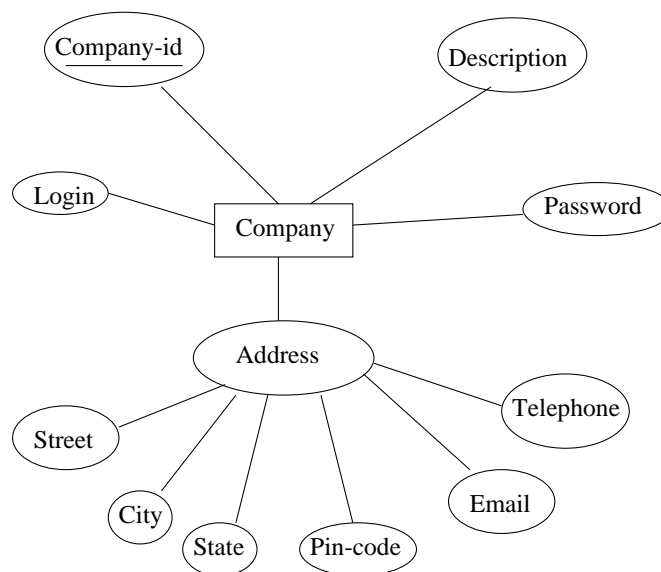 Company-id
Description
Login
Company
Password
Address
Telephone
Street
Email
City
State
Pin-code